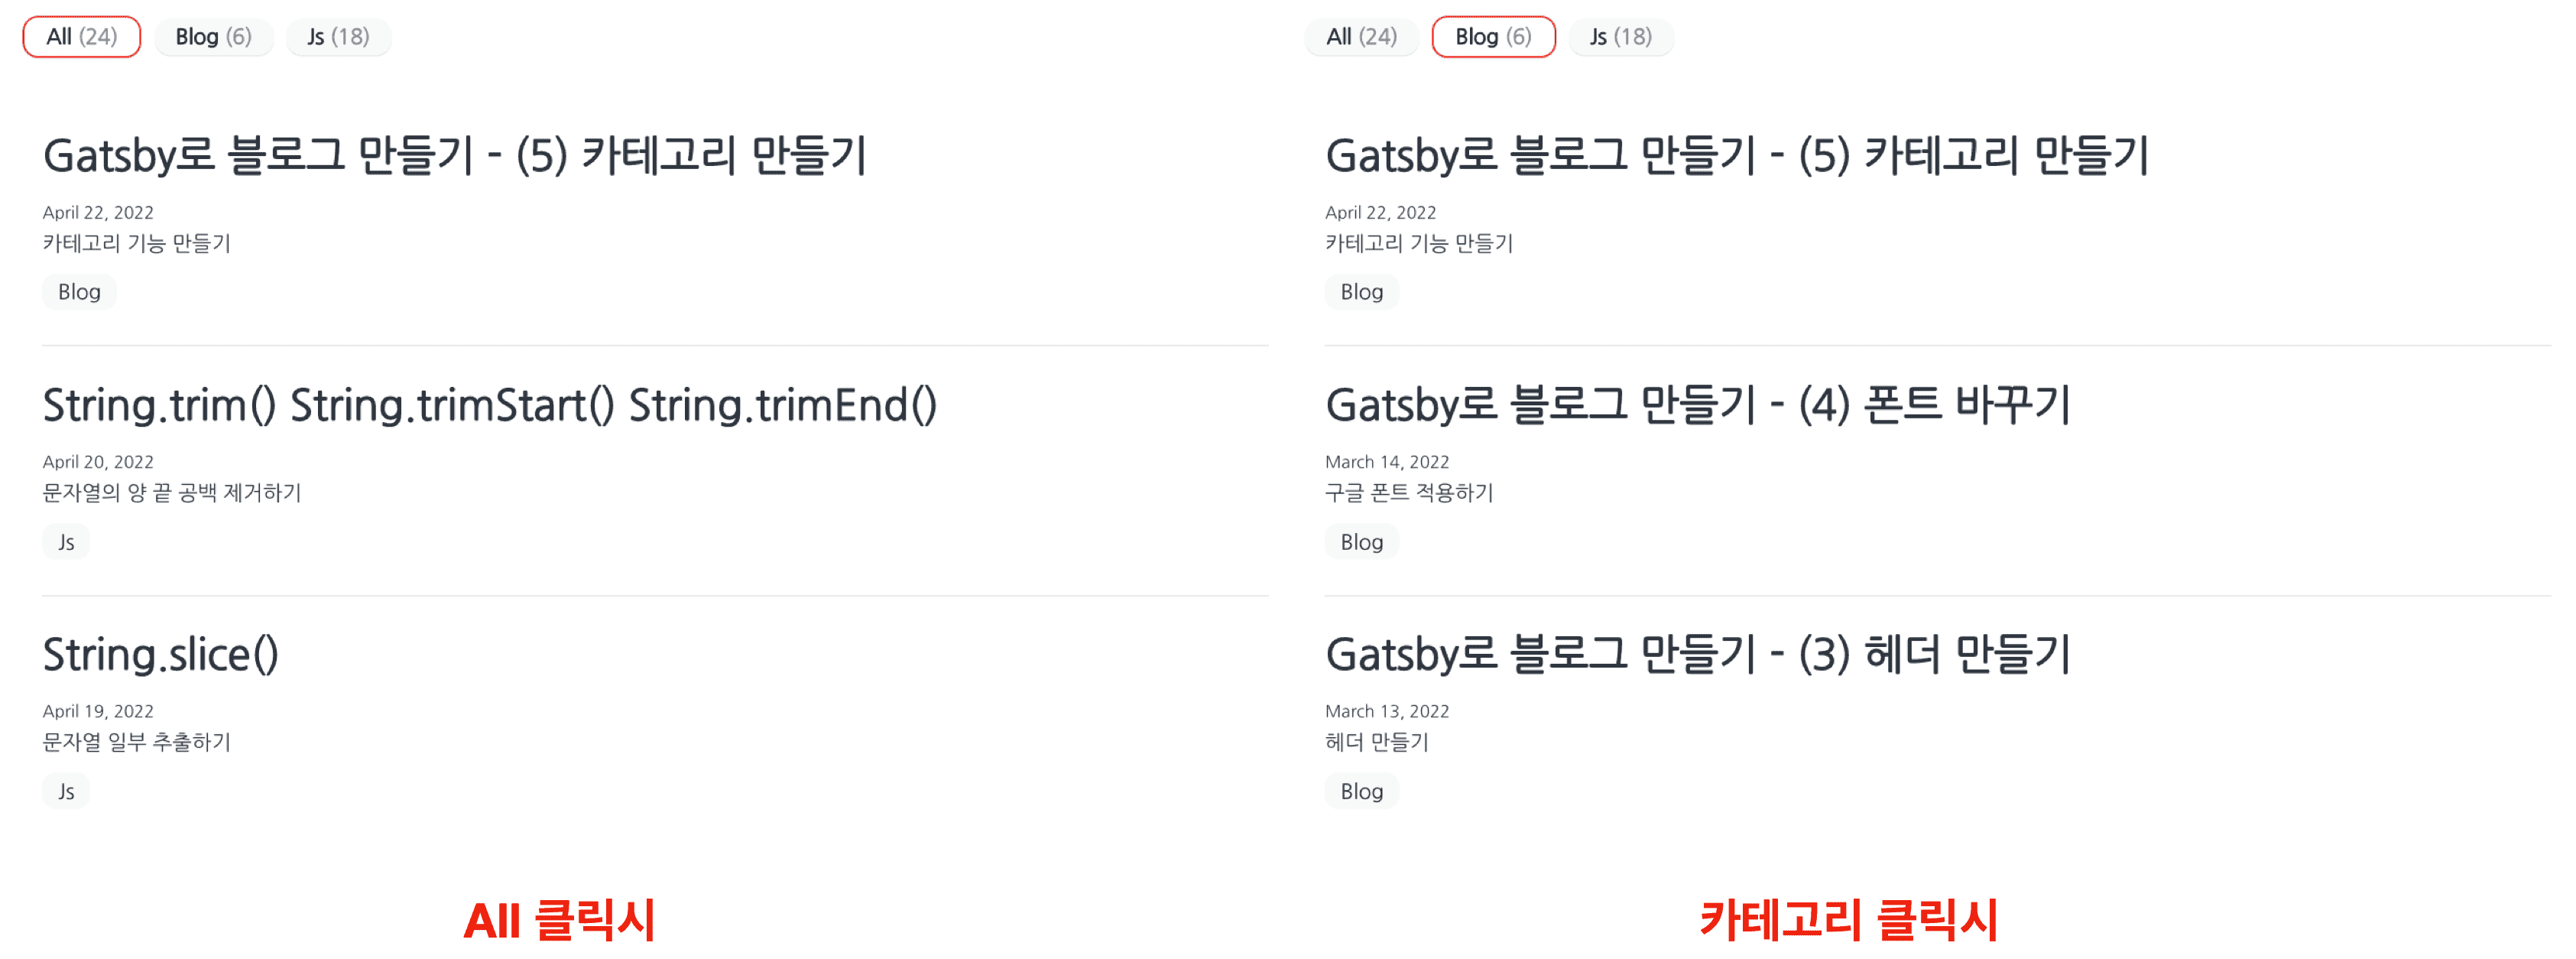 All (24) Blog (6) Js (18)
Gatsby로 블로그 만들기 - (5) 카테고리 만들기
April 22, 2022
카테고리 기능 만들기
Blog
String.trim() String.trimStart() String.trimEnd()
April 20, 2022
문자열의 양 끝 공백 제거하기
Js
String.slice()
April 19, 2022
문자열 일부 추출하기
Js
All 클릭시
All (24) Blog (6) Js (18)
Gatsby로 블로그 만들기 - (5) 카테고리 만들기
April 22, 2022
카테고리 기능 만들기
Blog
Gatsby로 블로그 만들기 - (4) 폰트 바꾸기
March 14, 2022
구글 폰트 적용하기
Blog
Gatsby로 블로그 만들기 - (3) 헤더 만들기
March 13, 2022
헤더 만들기
Blog
카테고리 클릭시